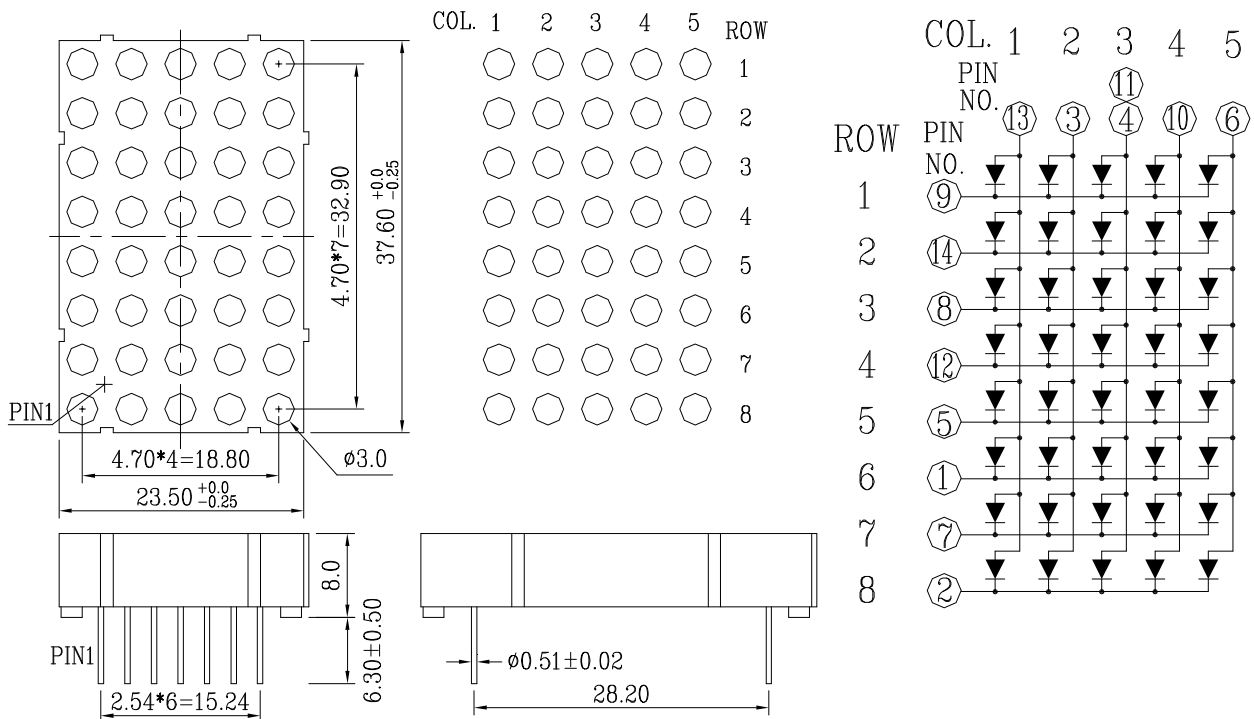 4.70*7=32.90
37.60 +0.0 -0.25
PIN1
4.70*4=18.80
ø3.0
23.50 +0.0 -0.25
COL. 1 2 3 4 5 ROW
1
2
3
4
5
6
7
8
COL. 1 2 3 4 5
PIN 11
NO. 13 3 4 10 6
ROW PIN
NO.
1 9
2 14
3 8
4 12
5 5
6 1
7 7
8 2
8.0
6.30±0.50
PIN1
2.54*6=15.24
ø0.51±0.02
28.20